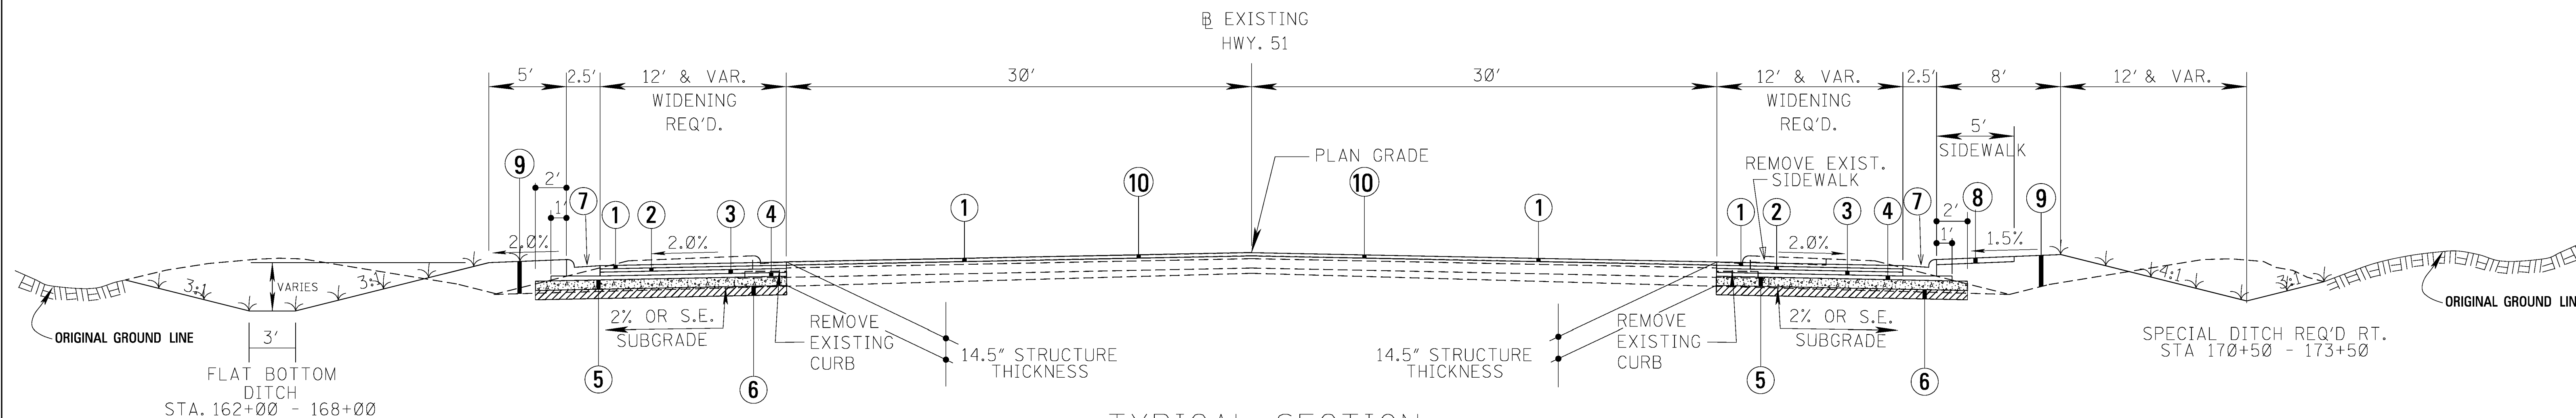 ℄ EXISTING
HWY. 51
5'
2.5'
12' & VAR.
WIDENING
REQ'D.
30'
30'
12' & VAR.
WIDENING
REQ'D.
2.5'
8'
12' & VAR.
5'
SIDEWALK
PLAN GRADE
REMOVE EXIST.
SIDEWALK
9
2'
1'
7
1
2
3
4
1
10
10
1
1
2
3
4
7
2'
1'
8
9
2.0%
2.0%
2.0%
1.5%
3:1
VARIES
3:1
4:1
3:1
ORIGINAL GROUND LINE
3'
FLAT BOTTOM
DITCH
STA. 162+00 - 168+00
2% OR S.E.
SUBGRADE
5
6
REMOVE
EXISTING
CURB
14.5" STRUCTURE
THICKNESS
14.5" STRUCTURE
THICKNESS
REMOVE
EXISTING
CURB
2% OR S.E.
SUBGRADE
5
6
SPECIAL DITCH REQ'D RT.
STA 170+50 - 173+50
ORIGINAL GROUND LINE
TYPICAL SECTION